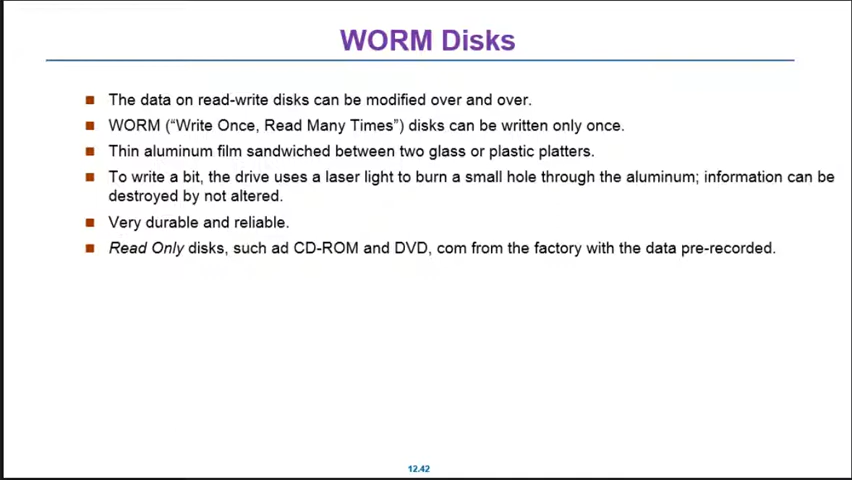 WORM Disks
The data on read-write disks can be modified over and over.
WORM (“Write Once, Read Many Times”) disks can be written only once.
Thin aluminum film sandwiched between two glass or plastic platters.
To write a bit, the drive uses a laser light to burn a small hole through the aluminum; information can be
destroyed by not altered.
Very durable and reliable.
Read Only disks, such ad CD-ROM and DVD, com from the factory with the data pre-recorded.
12.42